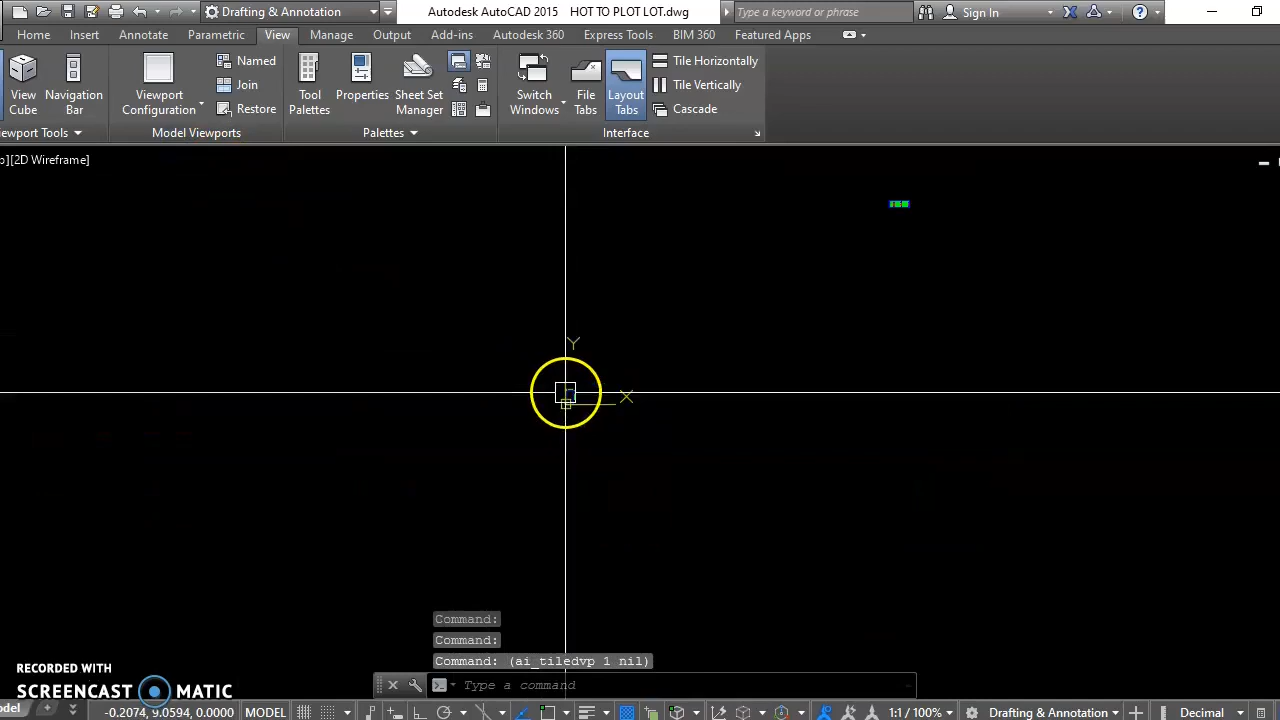 Drafting & Annotation
Autodesk AutoCAD 2015 HOT TO PLOT LOT.dwg
Type a keyword or phrase
Sign In
Home Insert Annotate Parametric View Manage Output Add-ins Autodesk 360 Express Tools BIM 360 Featured Apps
View Cube
Navigation Bar
Viewport Configuration
Named
Join
Restore
Tool Palettes
Properties
Sheet Set Manager
Switch Windows
File Tabs
Layout Tabs
Tile Horizontally
Tile Vertically
Cascade
ewport Tools
Model Viewports
Palettes
Interface
p][2D Wireframe]
Y
X
Command:
Command:
Command: (ai_tiledvp 1 nil)
Type a command
RECORDED WITH
SCREENCAST MATIC
odel
-0.2074, 9.0594, 0.0000 MODEL
1:1 / 100%
Drafting & Annotation
Decimal